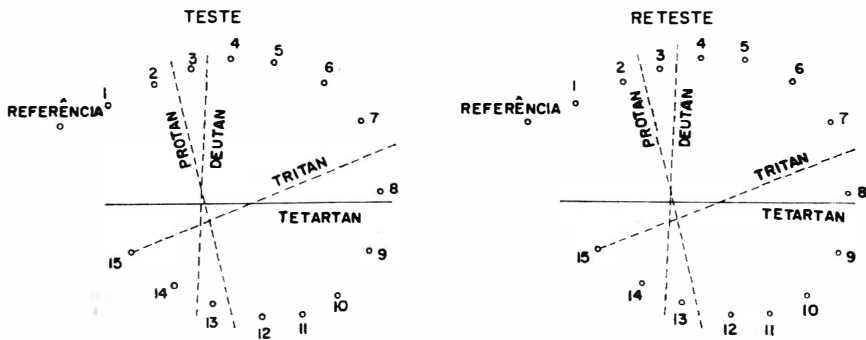 TESTE
1
2
3
4
5
6
7
8
9
10
11
12
13
14
15
REFERÊNCIA
PROTAN
DEUTAN
TRITAN
TETARTAN
RETESTE
1
2
3
4
5
6
7
8
9
10
11
12
13
14
15
REFERÊNCIA
PROTAN
DEUTAN
TRITAN
TETARTAN